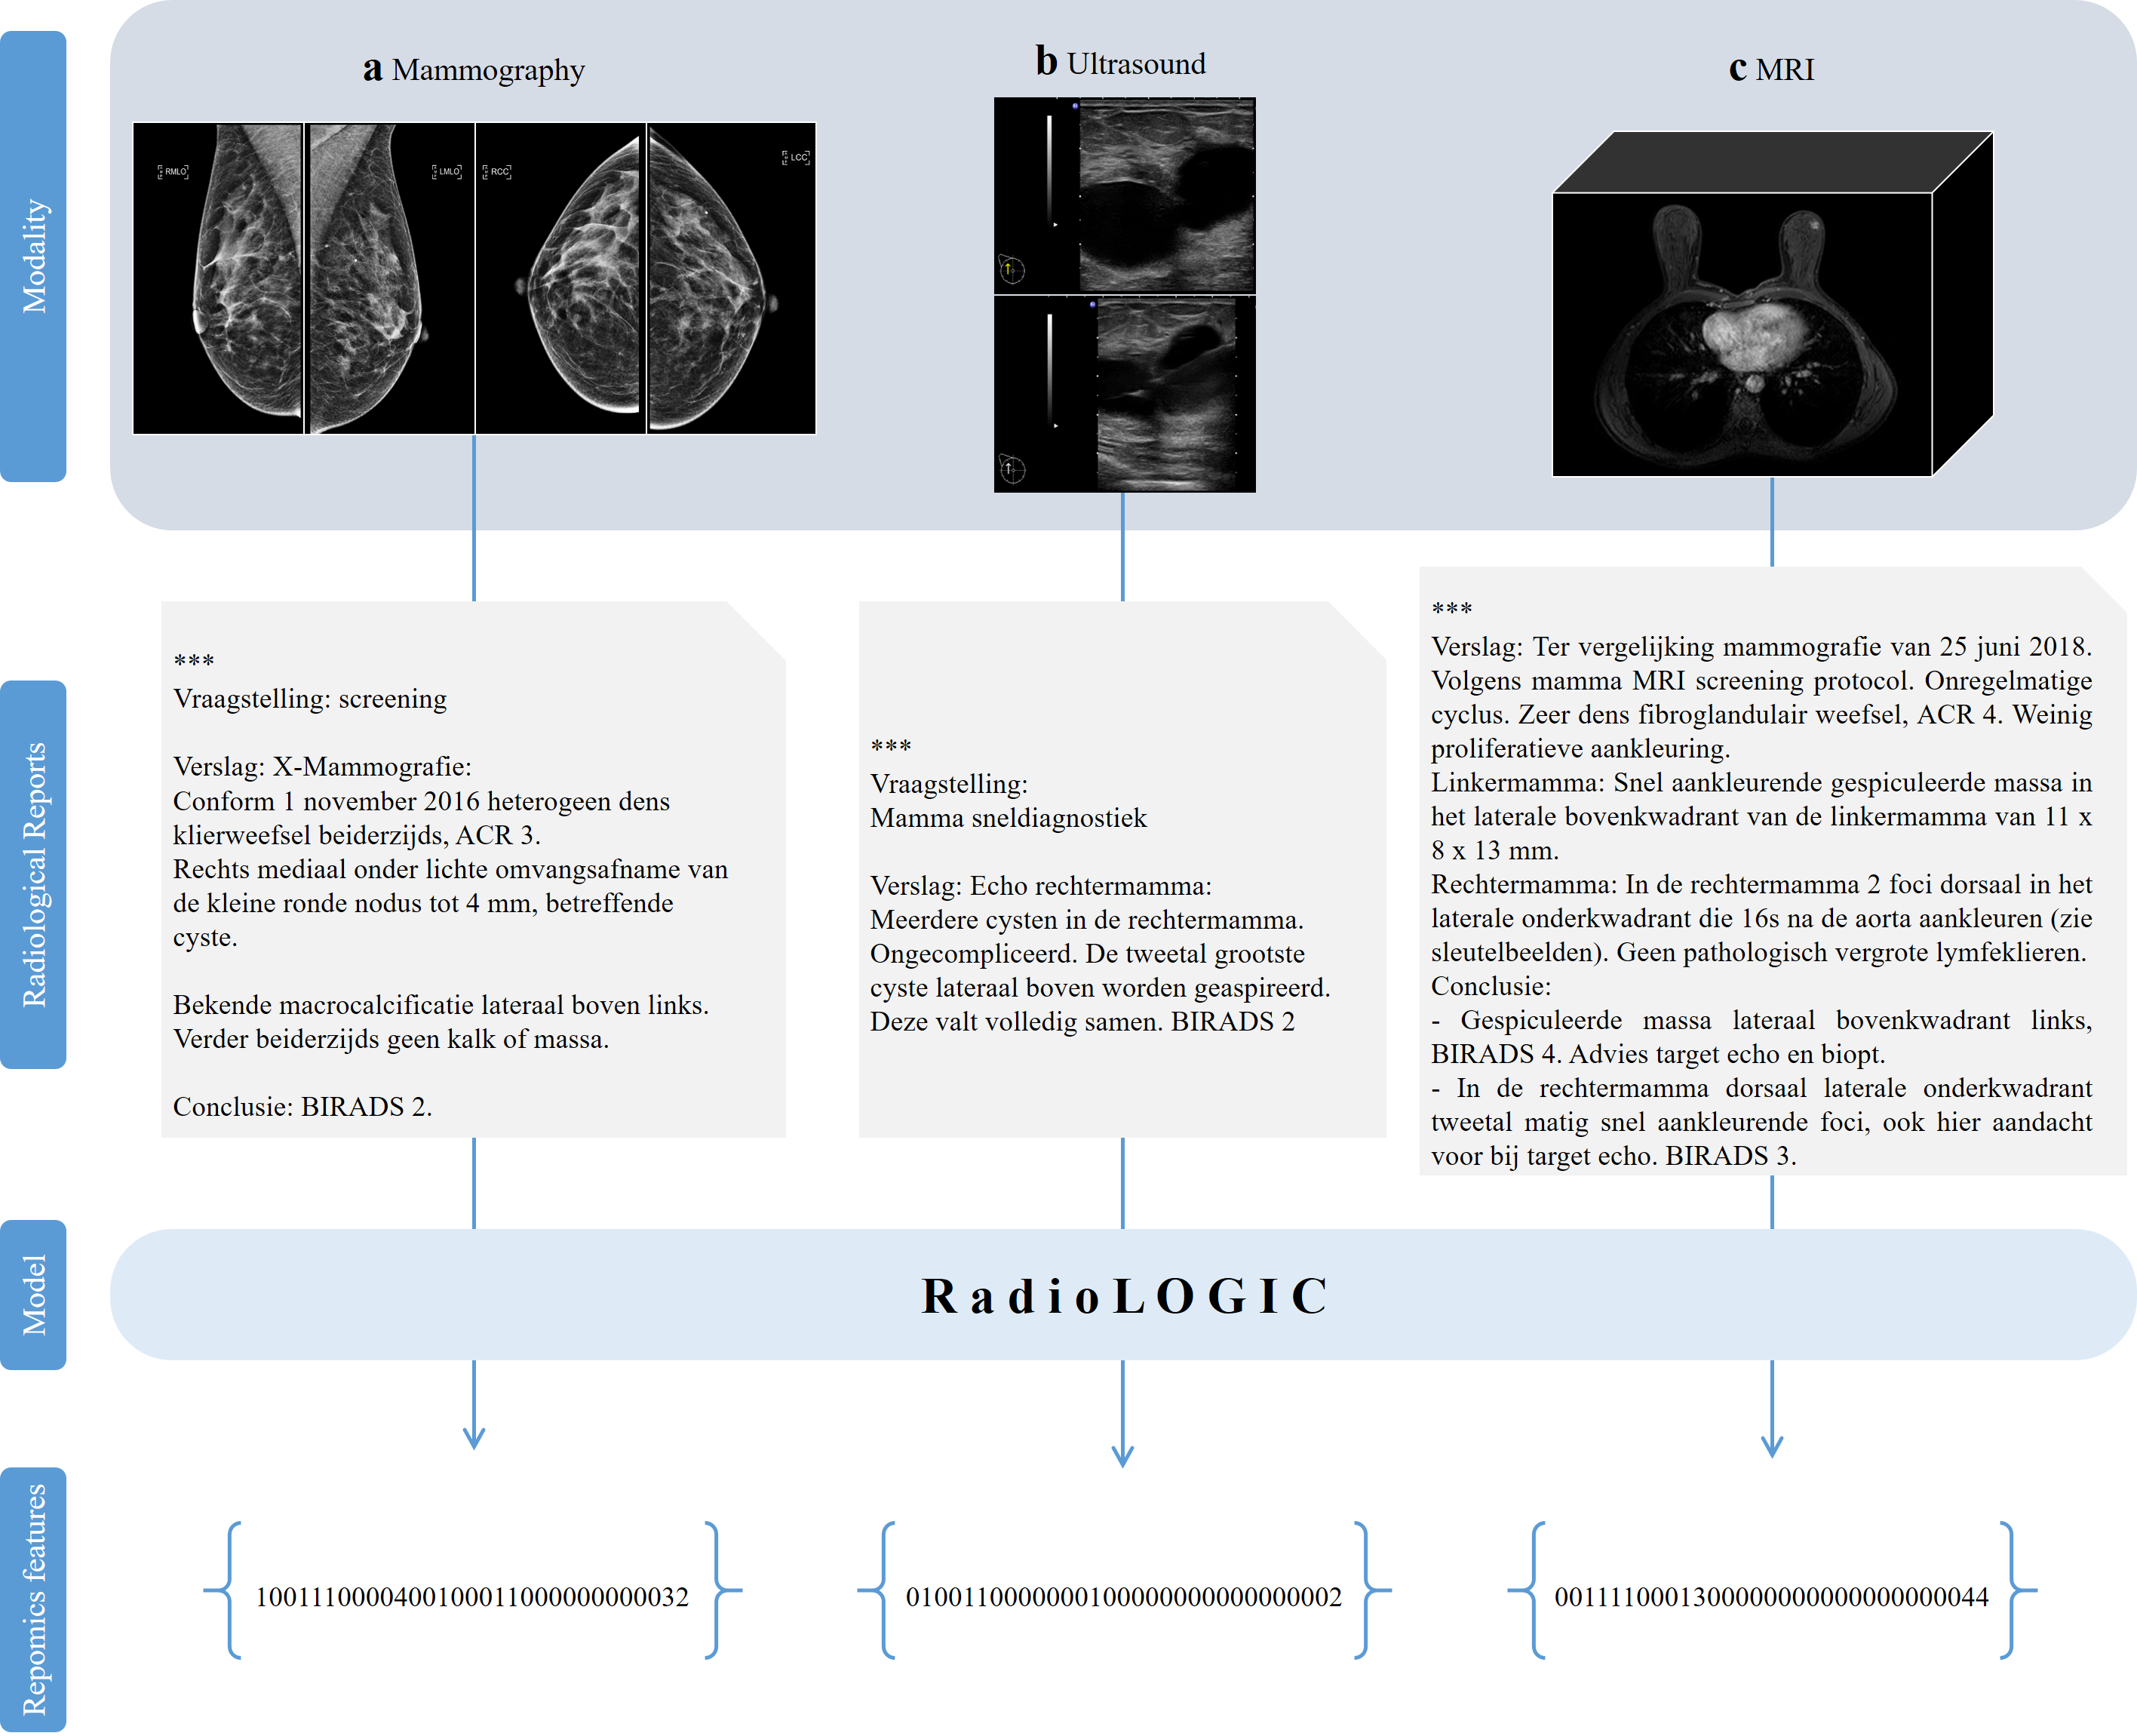 Modality
a Mammography
RMLO
LMLO
RCC
LCC
b Ultrasound
c MRI
Radiological Reports
***
Vraagstelling: screening
Verslag: X-Mammografie:
Conform 1 november 2016 heterogeen dens
klierweefsel beiderzijds, ACR 3.
Rechts mediaal onder lichte omvangsafname van
de kleine ronde nodus tot 4 mm, betreffende
cyste.
Bekende macrocalcificatie lateraal boven links.
Verder beiderzijds geen kalk of massa.
Conclusie: BIRADS 2.
***
Vraagstelling:
Mamma sneldiagnostiek
Verslag: Echo rechtermamma:
Meerdere cysten in de rechtermamma.
Ongecompliceerd. De tweetal grootste
cyste lateraal boven worden geaspireerd.
Deze valt volledig samen. BIRADS 2
***
Verslag: Ter vergelijking mammografie van 25 juni 2018.
Volgens mamma MRI screening protocol. Onregelmatige
cyclus. Zeer dens fibroglandulair weefsel, ACR 4. Weinig
proliferatieve aankleuring.
Linkermamma: Snel aankleurende gespiculeerde massa in
het laterale bovenkwadrant van de linkermamma van 11 x
8 x 13 mm.
Rechtermamma: In de rechtermamma 2 foci dorsaal in het
laterale onderkwadrant die 16s na de aorta aankleuren (zie
sleutelbeelden). Geen pathologisch vergrote lymfeklieren.
Conclusie:
- Gespiculeerde massa lateraal bovenkwadrant links,
BIRADS 4. Advies target echo en biopt.
- In de rechtermamma dorsaal laterale onderkwadrant
tweetal matig snel aankleurende foci, ook hier aandacht
voor bij target echo. BIRADS 3.
Model
RadioLOGIC
Repomics features
1001110000400100011000000000032
0100110000000100000000000000002
0011110001300000000000000000044